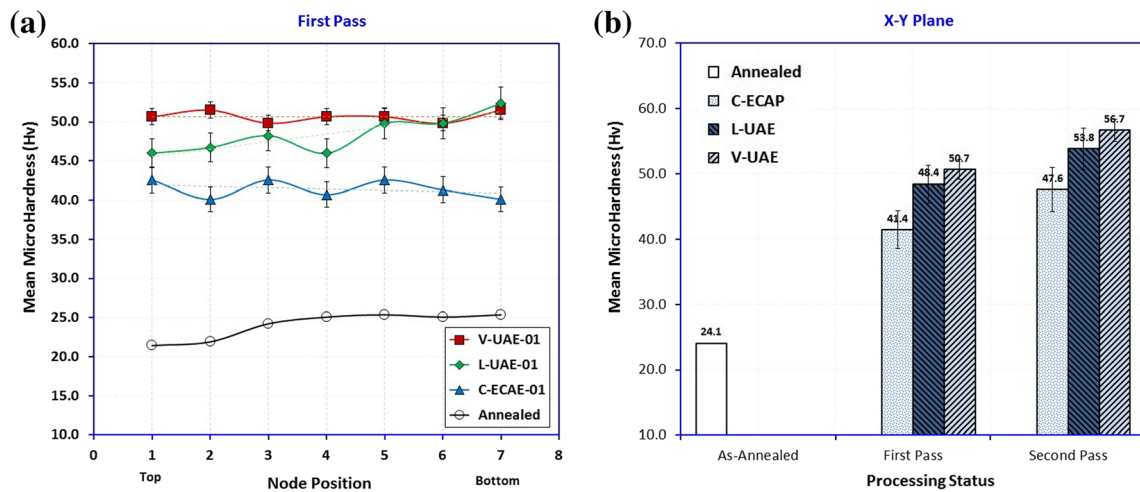 (a)
First Pass
Mean MicroHardness (Hv)
60.0
55.0
50.0
45.0
40.0
35.0
30.0
25.0
20.0
15.0
10.0
V-UAE-01
L-UAE-01
C-ECAE-01
Annealed
0 1 2 3 4 5 6 7 8
Top Node Position Bottom
(b)
X-Y Plane
Mean MicroHardness (Hv)
70.0
60.0
50.0
40.0
30.0
20.0
10.0
Annealed
C-ECAP
L-UAE
V-UAE
24.1
41.4
48.4
50.7
47.6
53.8
56.7
As-Annealed First Pass Second Pass
Processing Status